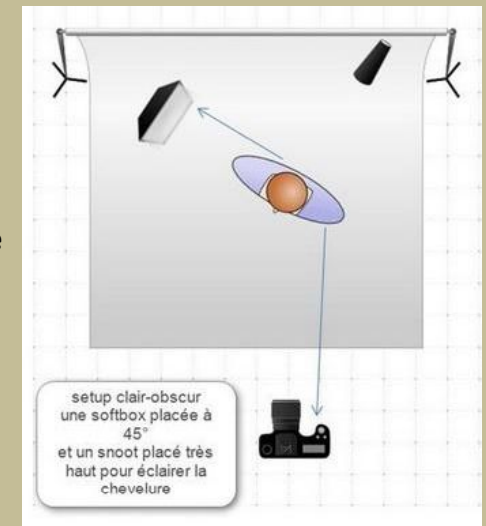 e
setup clair-obscur
une softbox placée à
45°
et un snoot placé très
haut pour éclairer la
chevelure